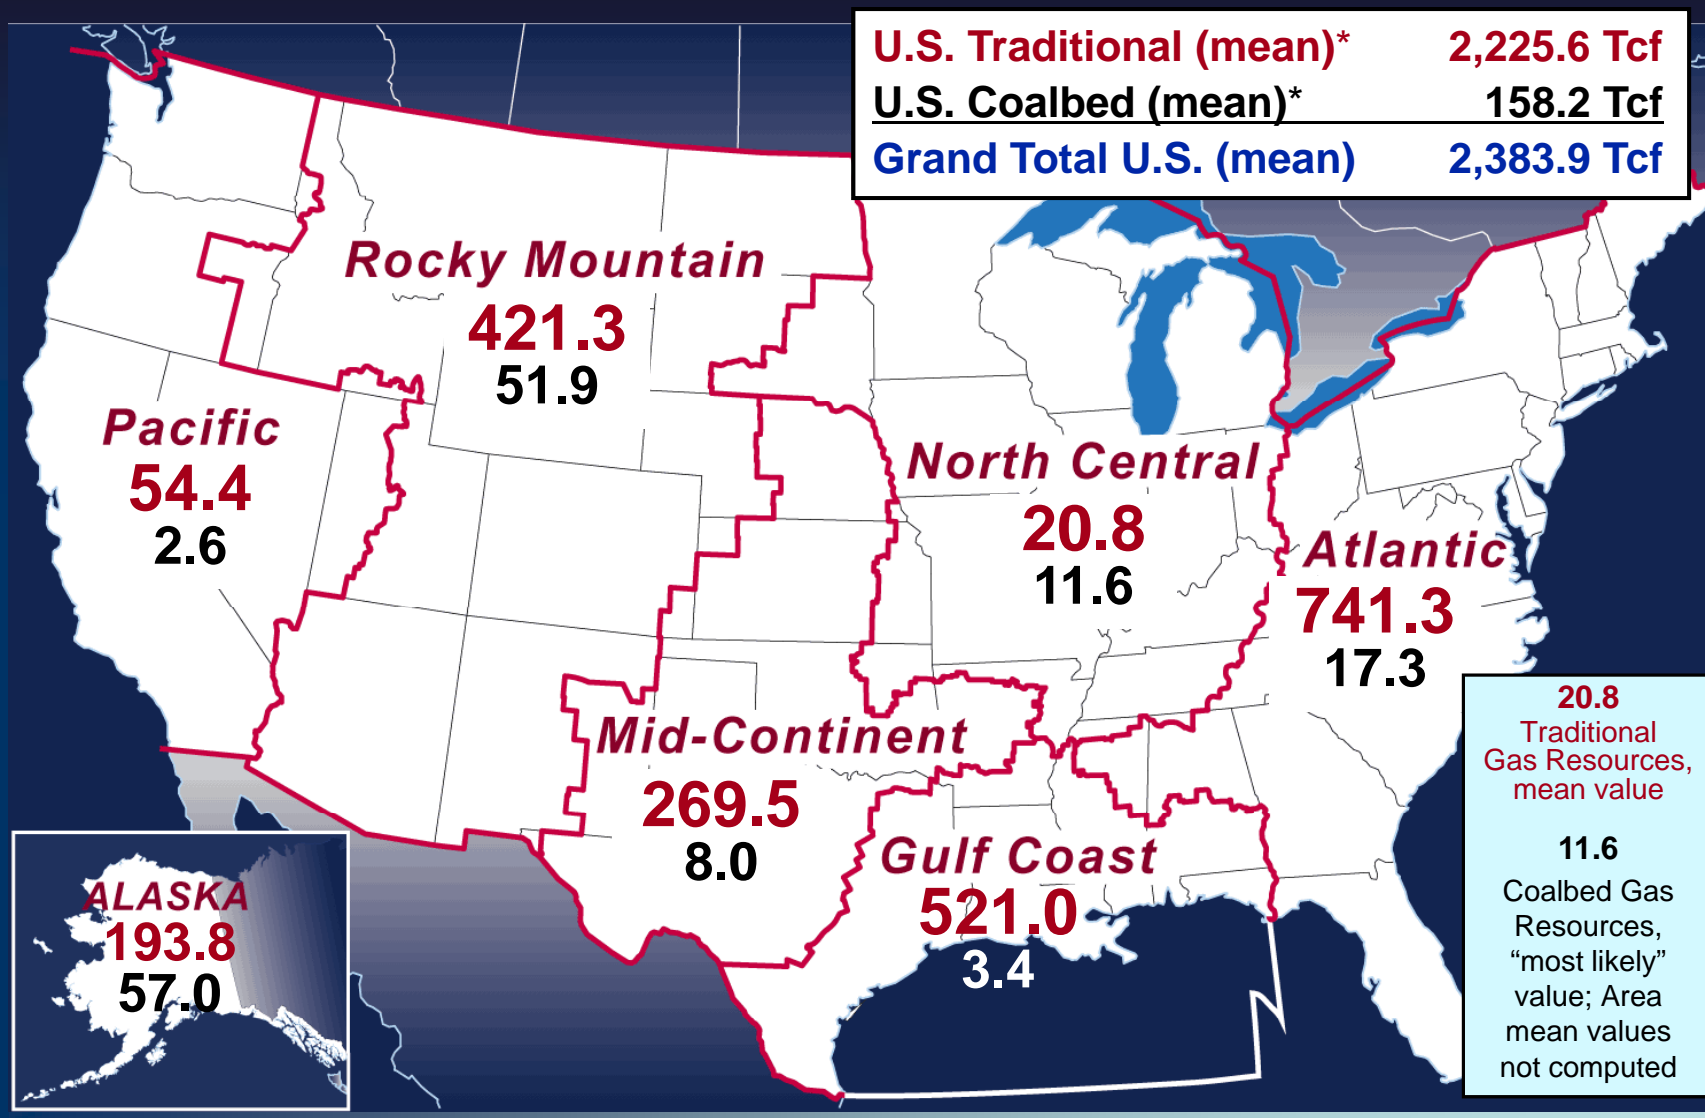 U.S. Traditional (mean)* 2,225.6 Tcf
U.S. Coalbed (mean)* 158.2 Tcf
Grand Total U.S. (mean) 2,383.9 Tcf
Rocky Mountain
421.3
51.9
Pacific
54.4
2.6
North Central
20.8
11.6
Atlantic
741.3
17.3
Mid-Continent
269.5
8.0
Gulf Coast
521.0
3.4
ALASKA
193.8
57.0
20.8
Traditional
Gas Resources,
mean value
11.6
Coalbed Gas
Resources,
“most likely”
value; Area
mean values
not computed